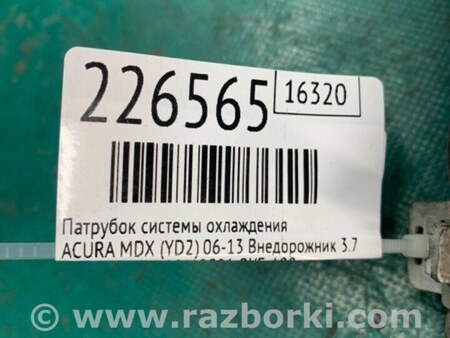 226565
16320
Патрубок системы охлаждения
ACURA MDX (YD2) 06-13 Внедорожник 3.7
© www.razborki.com